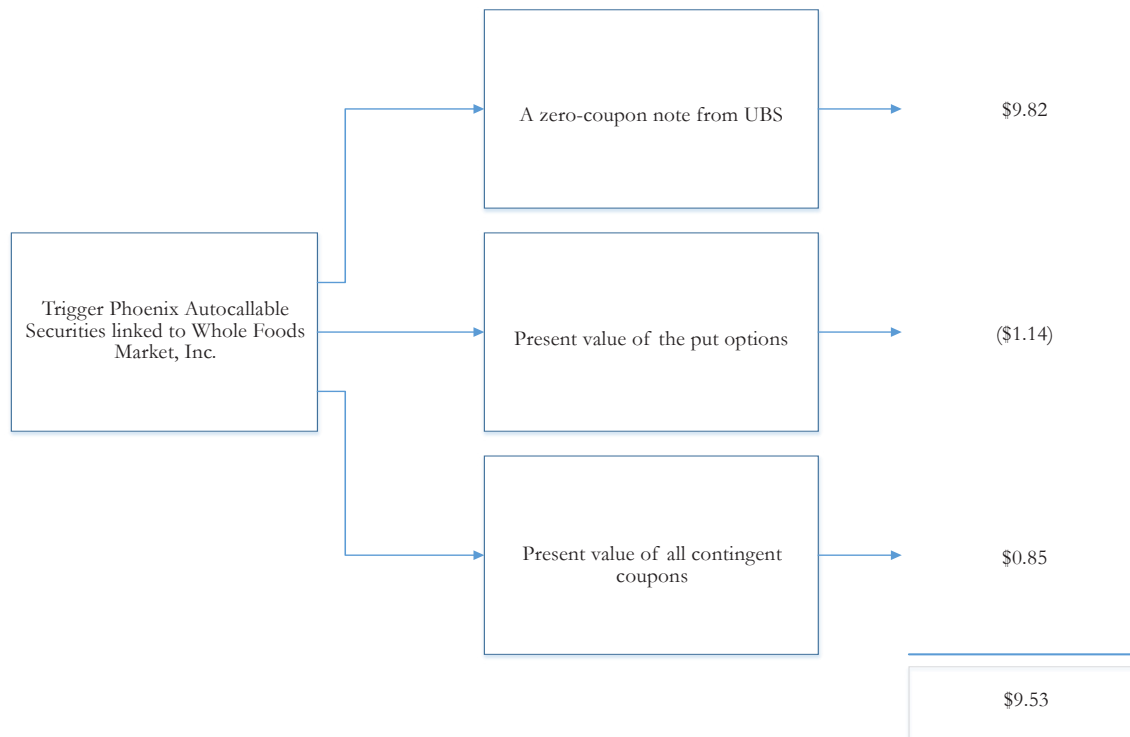 A zero-coupon note from UBS
$9.82
Trigger Phoenix Autocallable
Securities linked to Whole Foods
Market, Inc.
Present value of the put options
($1.14)
Present value of all contingent
coupons
$0.85
$9.53